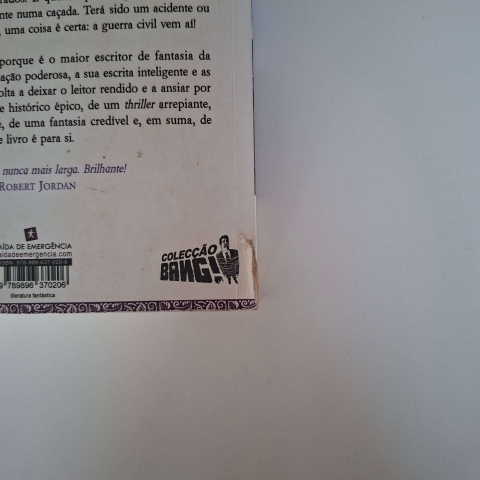 nte numa caçada. Terá sido um acidente ou
, uma coisa é certa: a guerra civil vem aí!
porque é o maior escritor de fantasia da
ação poderosa, a sua escrita inteligente e as
olta a deixar o leitor rendido e a ansiar por
e histórico épico, de um thriller arrepiante,
, de uma fantasia credível e, em suma, de
e livro é para si.
nunca mais larga. Brilhante!
ROBERT JORDAN
AÍDA DE EMERGÊNCIA
aidadeemergencia.com
COLECÇÃO
BANG!
9 789896 370206
literatura fantástica